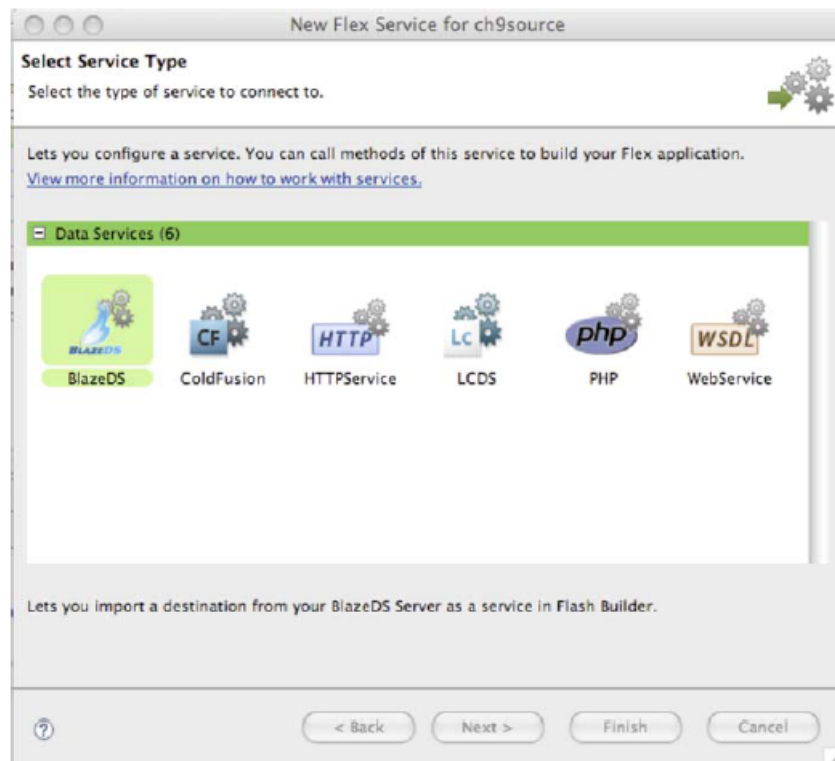 New Flex Service for ch9source
Select Service Type
Select the type of service to connect to.
Lets you configure a service. You can call methods of this service to build your Flex application.
View more information on how to work with services.
Data Services (6)
BLAZEDS
CF
HTTP
Lc
php
WSDL
BlazeDS
ColdFusion
HTTPService
LCDS
PHP
WebService
Lets you import a destination from your BlazeDS Server as a service in Flash Builder.
?
< Back
Next >
Finish
Cancel